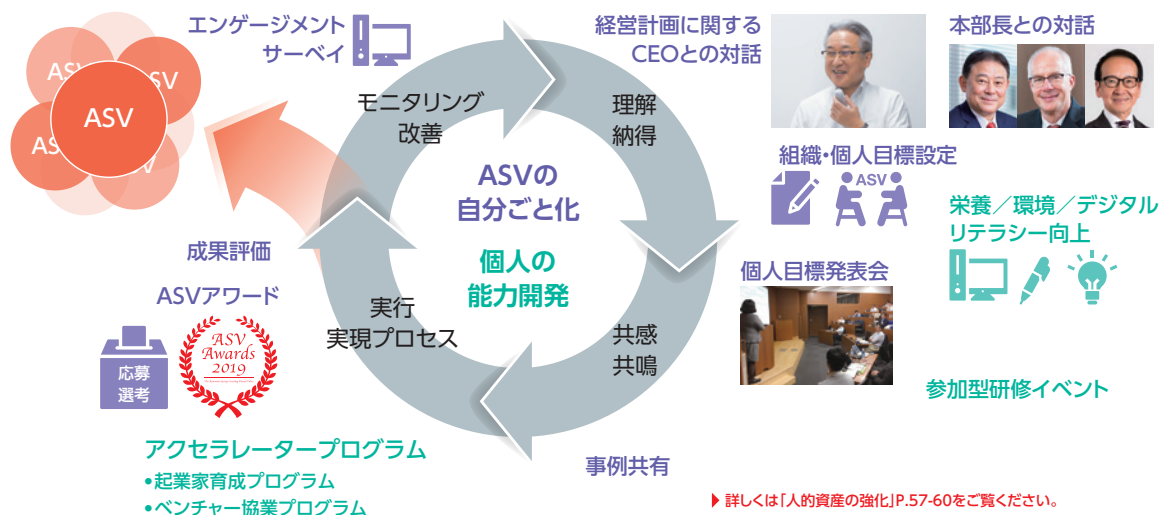 エンゲージメント
サーベイ
経営計画に関する
CEOとの対話
本部長との対話
ASV
ASV
ASV
ASV
モニタリング
改善
理解
納得
組織・個人目標設定
ASV
栄養／環境／デジタル
リテラシー向上
ASVの
自分ごと化
個人の
能力開発
成果評価
ASVアワード
ASV
Awards
2019
応募
選考
個人目標発表会
実行
実現プロセス
共感
共鳴
参加型研修イベント
アクセラレータープログラム
•起業家育成プログラム
•ベンチャー協業プログラム
事例共有
▶ 詳しくは「人的資産の強化」P.57-60をご覧ください。